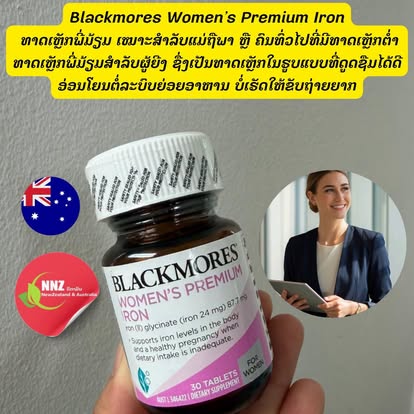 Blackmores Women's Premium Iron
ທາດເຫຼັກພີ່ມ້ຽມ ເໝາະສຳລັບແມ່ຖືພາ ຫຼື ຄົນທົ່ວໄປທີ່ມີທາດເຫຼັກຕ່ຳ
ທາດເຫຼັກພີ່ມ້ຽມສຳລັບຜູ້ຍິງ ຊຶ່ງເປັນທາດເຫຼັກໃນຮູບແບບທີ່ດູດຊຶມໄດ້ດີ
ອ່ອນໂຍນຕໍ່ລະບົບຍ່ອຍອາຫານ ບໍ່ເຮັດໃຫ້ຂັບຖ່າຍຍາກ
NNZ
NewZealand & Australia
BLACKMORES
WOMEN'S PREMIUM
IRON
Iron (II) glycinate (iron 24 mg) 87.7 mg
• Supports iron levels in the body
and a healthy pregnancy when
dietary intake is inadequate.
FOR
WOMEN
30 TABLETS
AUST L 346422 | DIETARY SUPPLEMENT